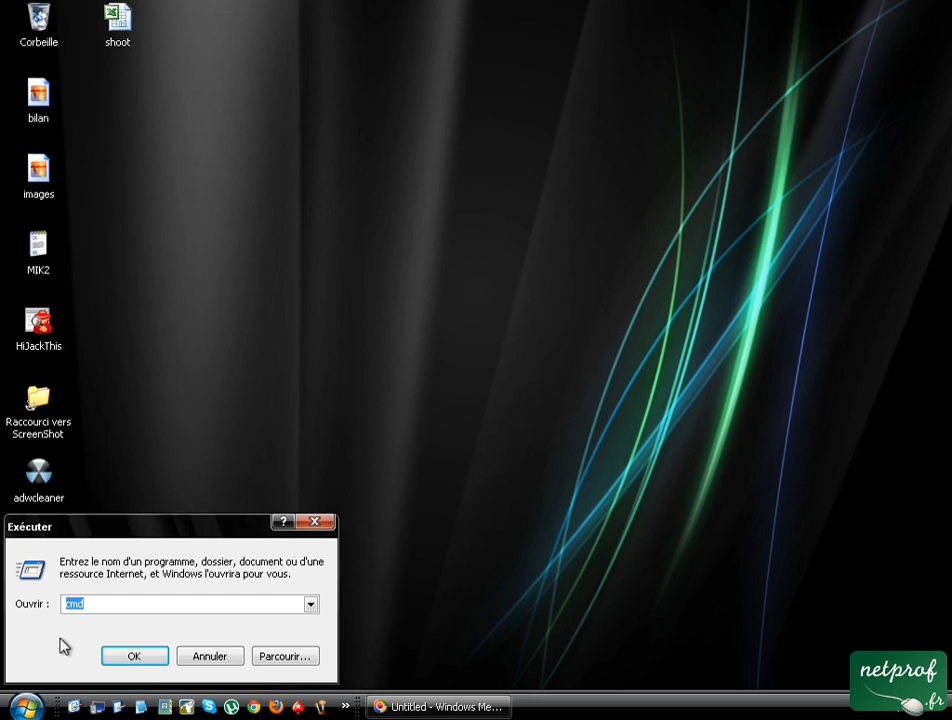 Corbeille
shoot
bilan
images
MIK2
HiJackThis
Raccourci vers
ScreenShot
adwcleaner
Exécuter
?
Entrez le nom d'un programme, dossier, document ou d'une
ressource Internet, et Windows l'ouvrira pour vous.
Ouvrir :
cmd
OK
Annuler
Parcourir...
Untitled - Windows Me...
netprof
.fr